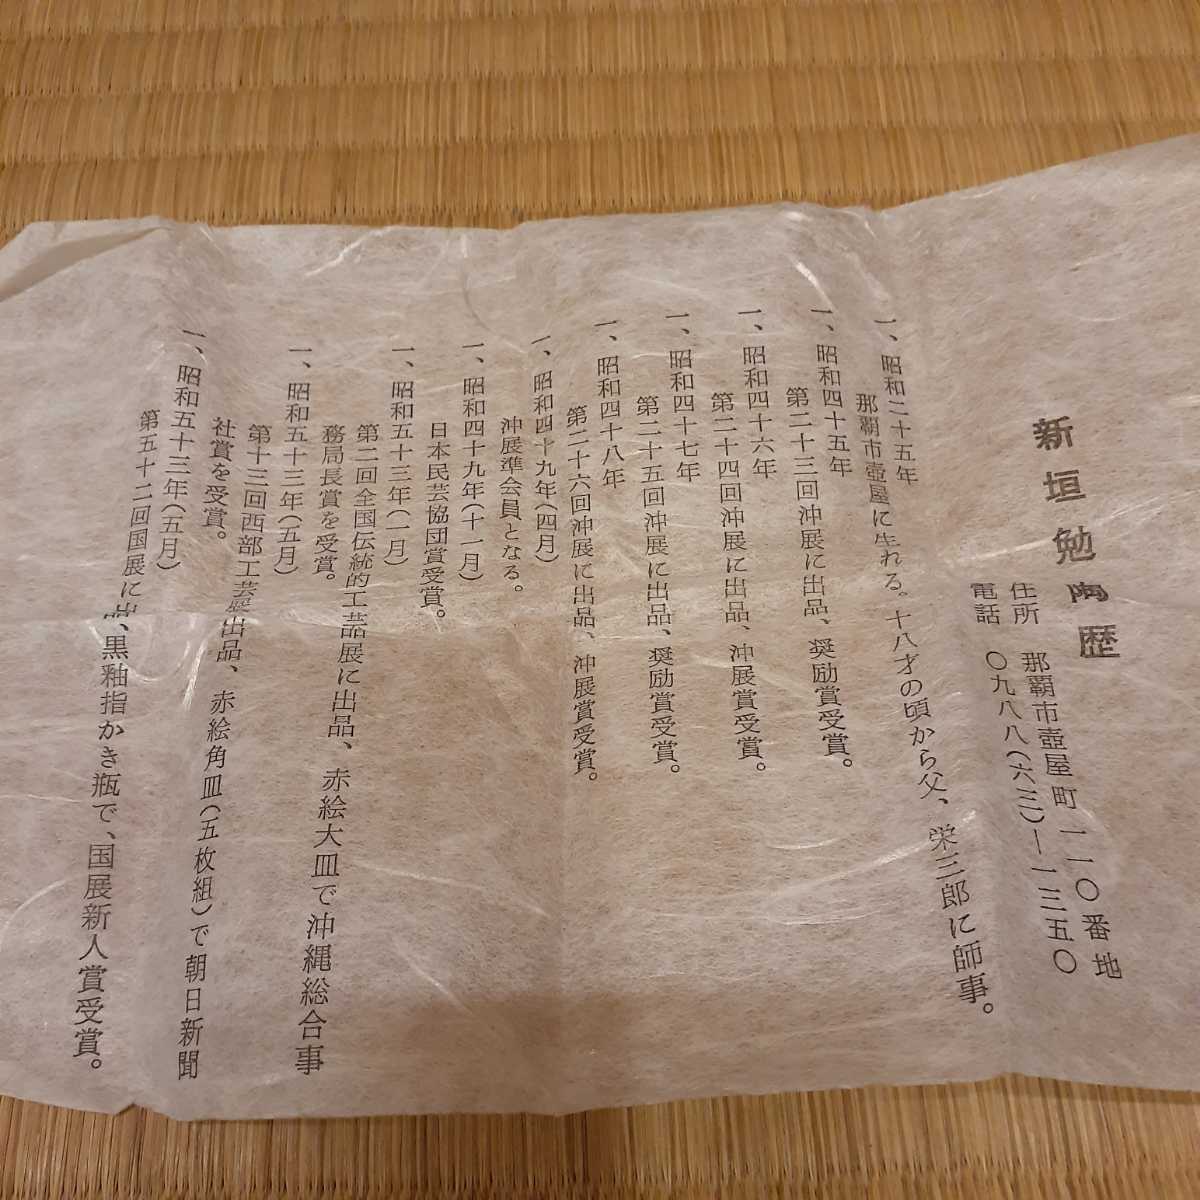 新垣勉陶歴
住所　那覇市壺屋町一一〇番地
電話　〇九八八(六三)ー一三五〇
一、昭和二十五年
那覇市壺屋に生れる。十八才の頃から父、栄三郎に師事。
一、昭和四十五年
第二十三回沖展に出品、奨励賞受賞。
一、昭和四十六年
第二十四回沖展に出品、沖展賞受賞。
一、昭和四十七年
第二十五回沖展に出品、奨励賞受賞。
一、昭和四十八年
第二十六回沖展に出品、沖展賞受賞。
一、昭和四十九年(四月)
沖展準会員となる。
一、昭和四十九年(十一月)
日本民芸協団賞受賞。
一、昭和五十三年(一月)
第二回全国伝統的工芸品展に出品、赤絵大皿で沖縄総合事
務局長賞を受賞。
一、昭和五十三年(五月)
第十三回西部工芸展出品、赤絵角皿(五枚組)で朝日新聞
社賞を受賞。
一、昭和五十三年(五月)
第五十二回国展に出、黒釉指かき瓶で、国展新人賞受賞。